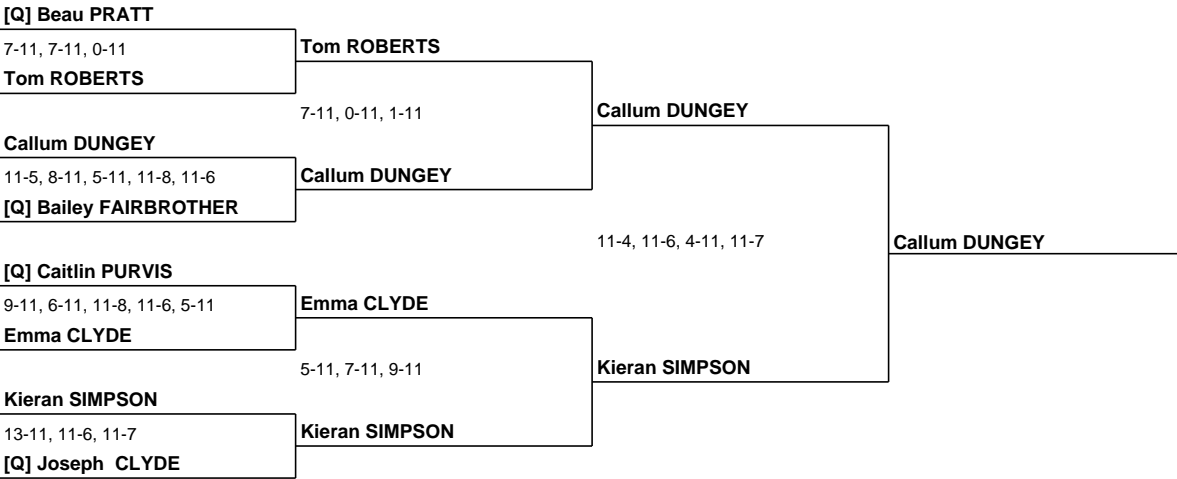 [Q] Beau PRATT
7-11, 7-11, 0-11
Tom ROBERTS
Tom ROBERTS
7-11, 0-11, 1-11
Callum DUNGEY
Callum DUNGEY
11-5, 8-11, 5-11, 11-8, 11-6
Callum DUNGEY
[Q] Bailey FAIRBROTHER
11-4, 11-6, 4-11, 11-7
Callum DUNGEY
[Q] Caitlin PURVIS
9-11, 6-11, 11-8, 11-6, 5-11
Emma CLYDE
Emma CLYDE
5-11, 7-11, 9-11
Kieran SIMPSON
Kieran SIMPSON
13-11, 11-6, 11-7
Kieran SIMPSON
[Q] Joseph  CLYDE